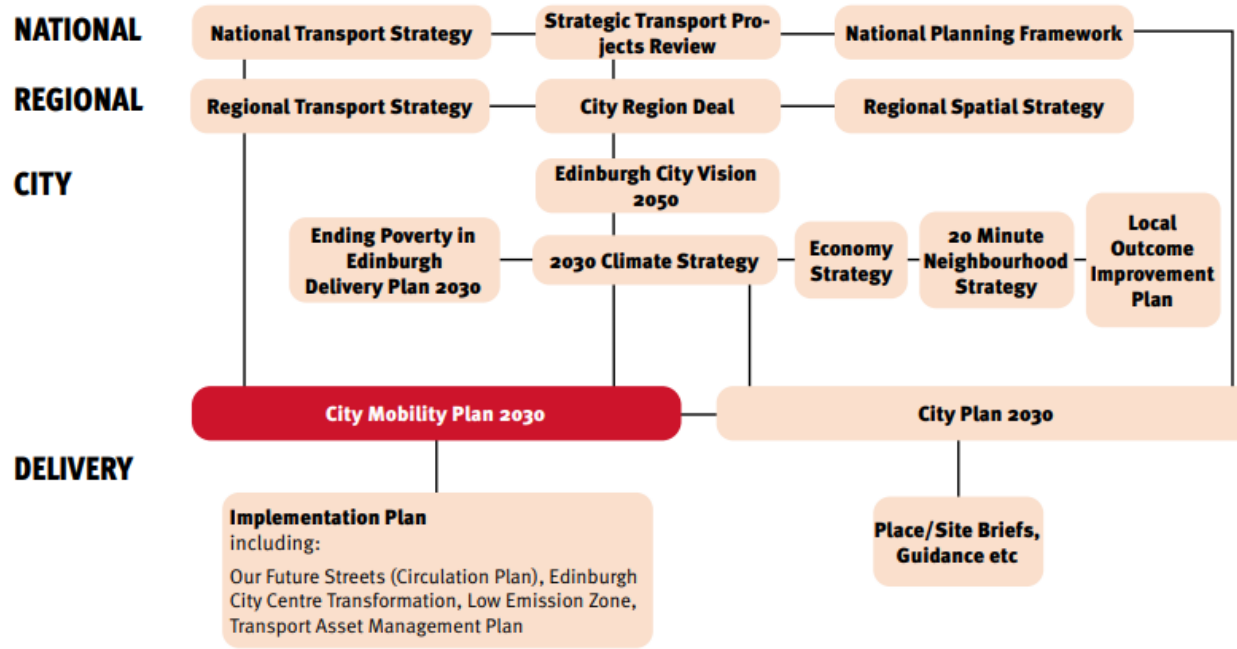 NATIONAL
National Transport Strategy
Strategic Transport Pro-
jects Review
National Planning Framework
REGIONAL
Regional Transport Strategy
City Region Deal
Regional Spatial Strategy
CITY
Edinburgh City Vision
2050
Ending Poverty in
Edinburgh
Delivery Plan 2030
2030 Climate Strategy
Economy
Strategy
20 Minute
Neighbourhood
Strategy
Local
Outcome
Improvement
Plan
City Mobility Plan 2030
City Plan 2030
DELIVERY
Implementation Plan
including:
Our Future Streets (Circulation Plan), Edinburgh
City Centre Transformation, Low Emission Zone,
Transport Asset Management Plan
Place/Site Briefs,
Guidance etc